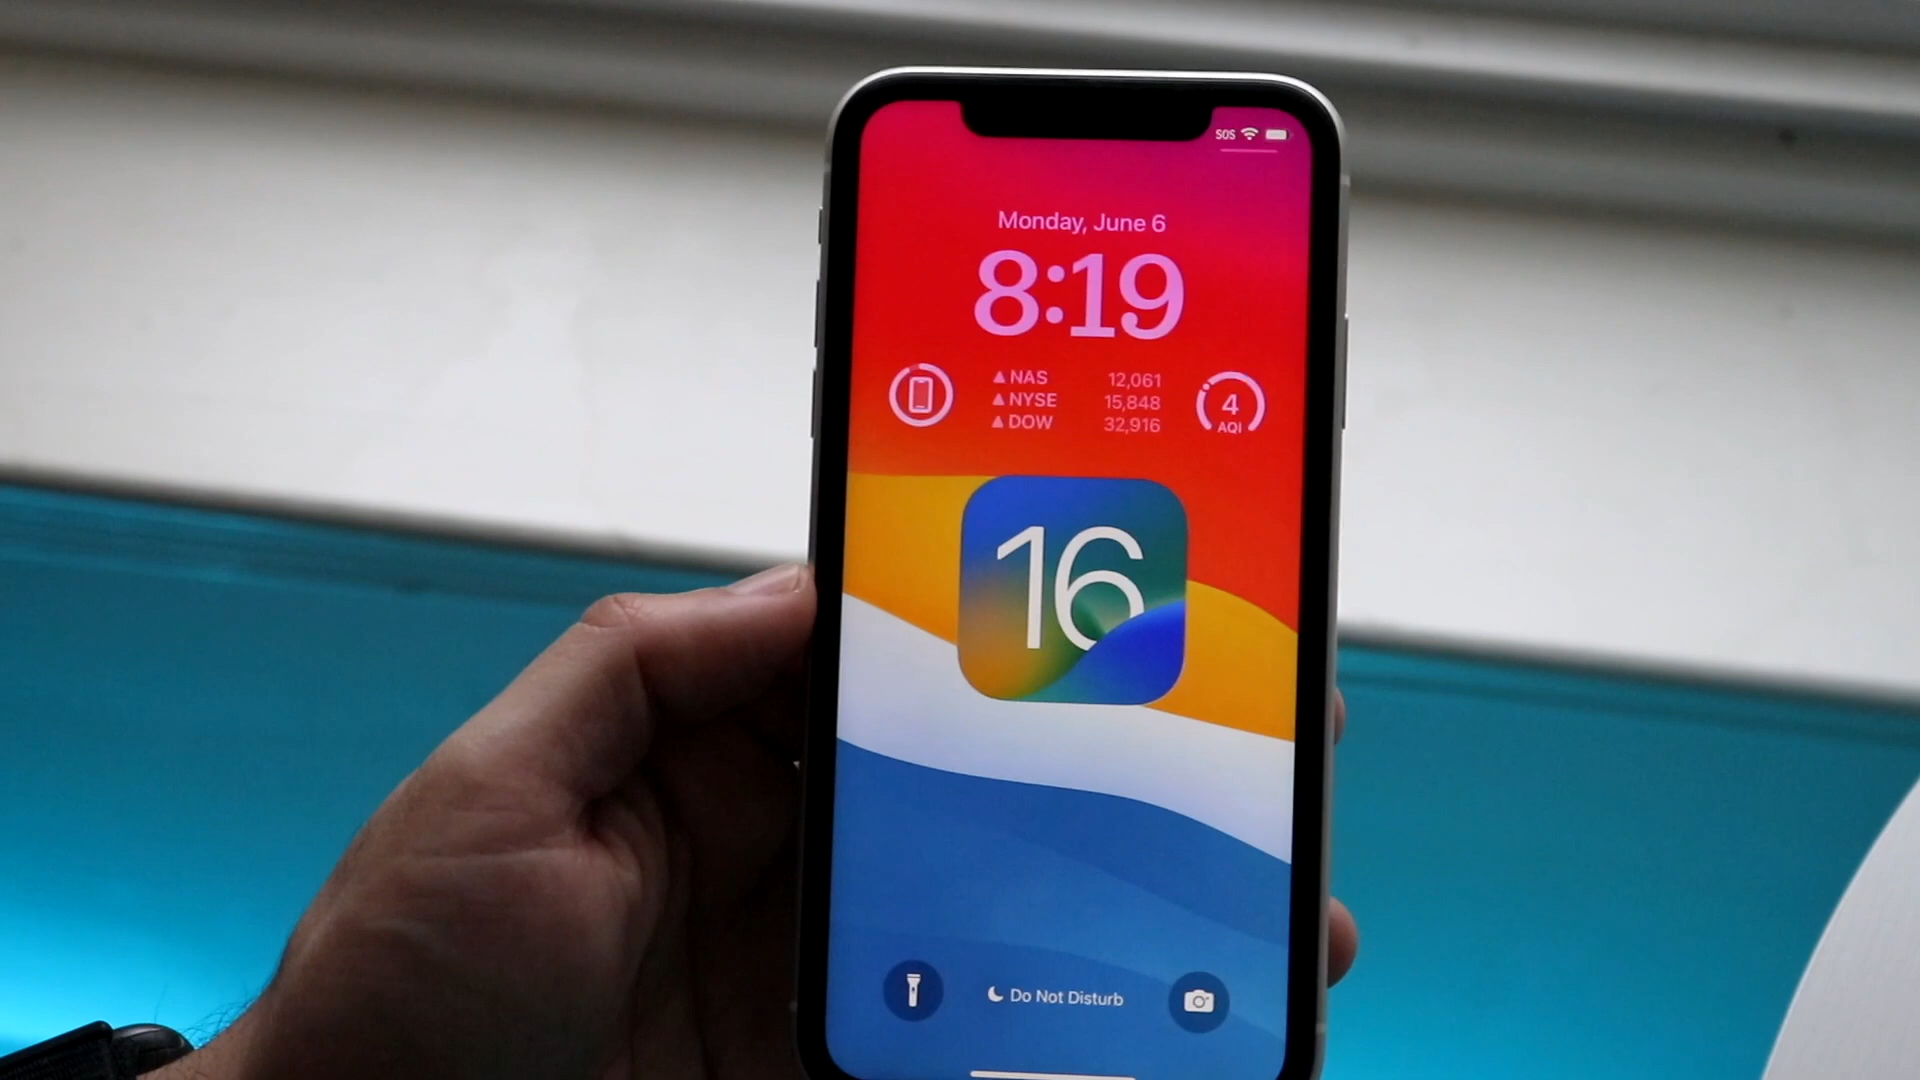 SOS
Monday, June 6
8:19
▲ NAS 12,061
▲ NYSE 15,848
▲ DOW 32,916
4
AQI
16
Do Not Disturb